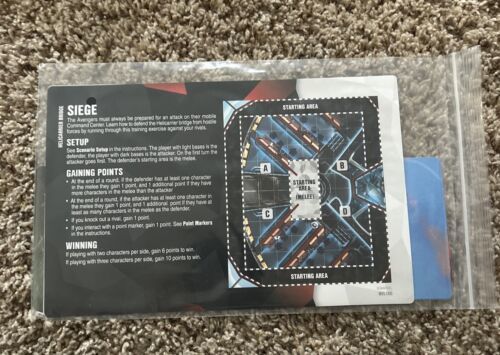 HELICARRIER BRIDGE
SIEGE
The Avengers must always be prepared for an attack on their mobile
Command Center. Learn how to defend the Helicarrier bridge from hostile
forces by running through this training exercise against your rivals.
SETUP
See Scenario Setup in the instructions. The player with light bases is the
defender; the player with dark bases is the attacker. On the first turn the
attacker goes first. The defender's starting area is the melee.
GAINING POINTS
• At the end of a round, if the defender has at least one character
in the melee they gain 1 point, and 1 additional point if they have
more characters in the melee than the attacker.
• At the end of a round, if the attacker has at least one character in
the melee they gain 1 point, and 1 additional point if they have at
least as many characters in the melee as the defender.
• If you knock out a rival, gain 1 point.
• If you interact with a point marker, gain 1 point. See Point Markers
in the instructions.
WINNING
If playing with two characters per side, gain 6 points to win.
If playing with three characters per side, gain 10 points to win.
STARTING AREA
A
B
STARTING
AREA
(MELEE)
C
D
STARTING AREA